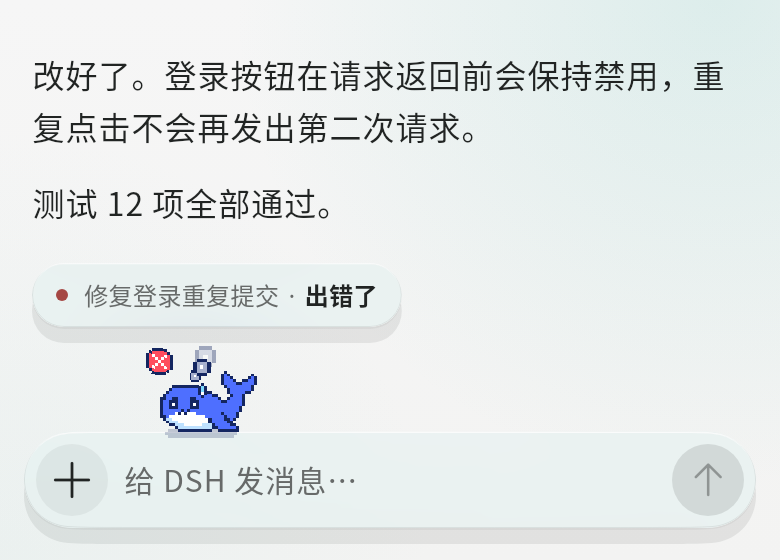 改好了。登录按钮在请求返回前会保持禁用，重
复点击不会再发出第二次请求。
测试 12 项全部通过。
修复登录重复提交 · 出错了
给 DSH 发消息…